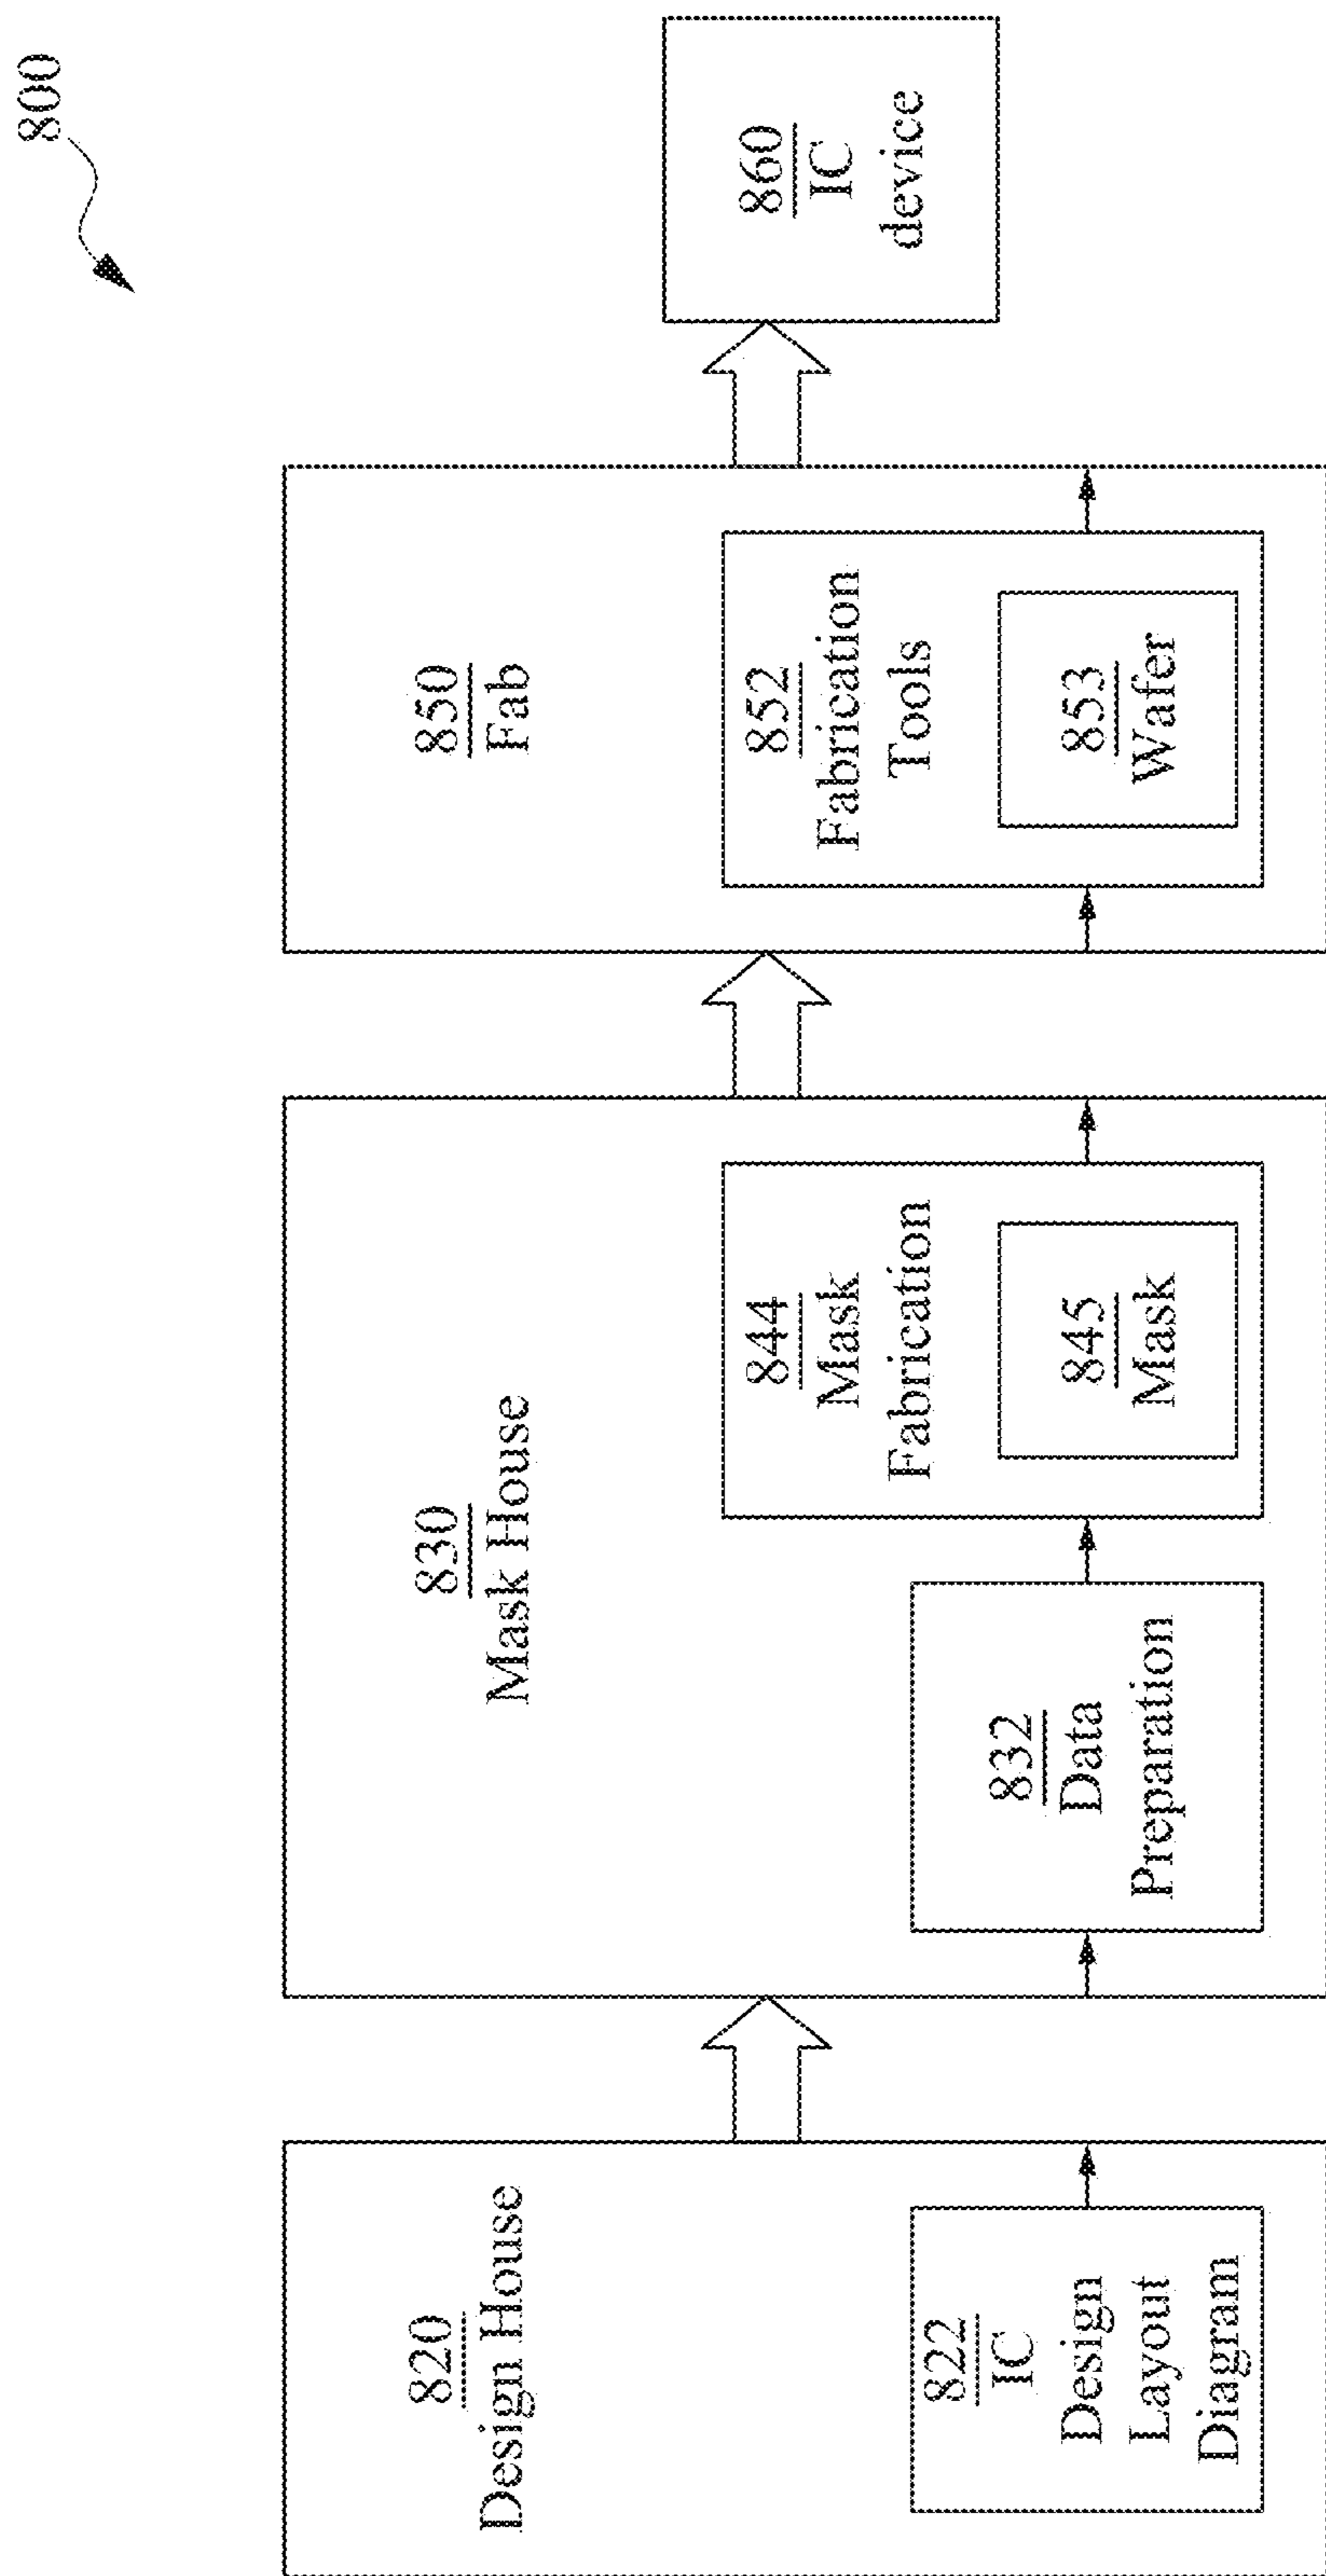 800
820
Design House
822
IC
Design
Layout
Diagram
830
Mask House
832
Data
Preparation
844
Mask
Fabrication
845
Mask
850
Fab
852
Fabrication
Tools
853
Wafer
860
IC
device